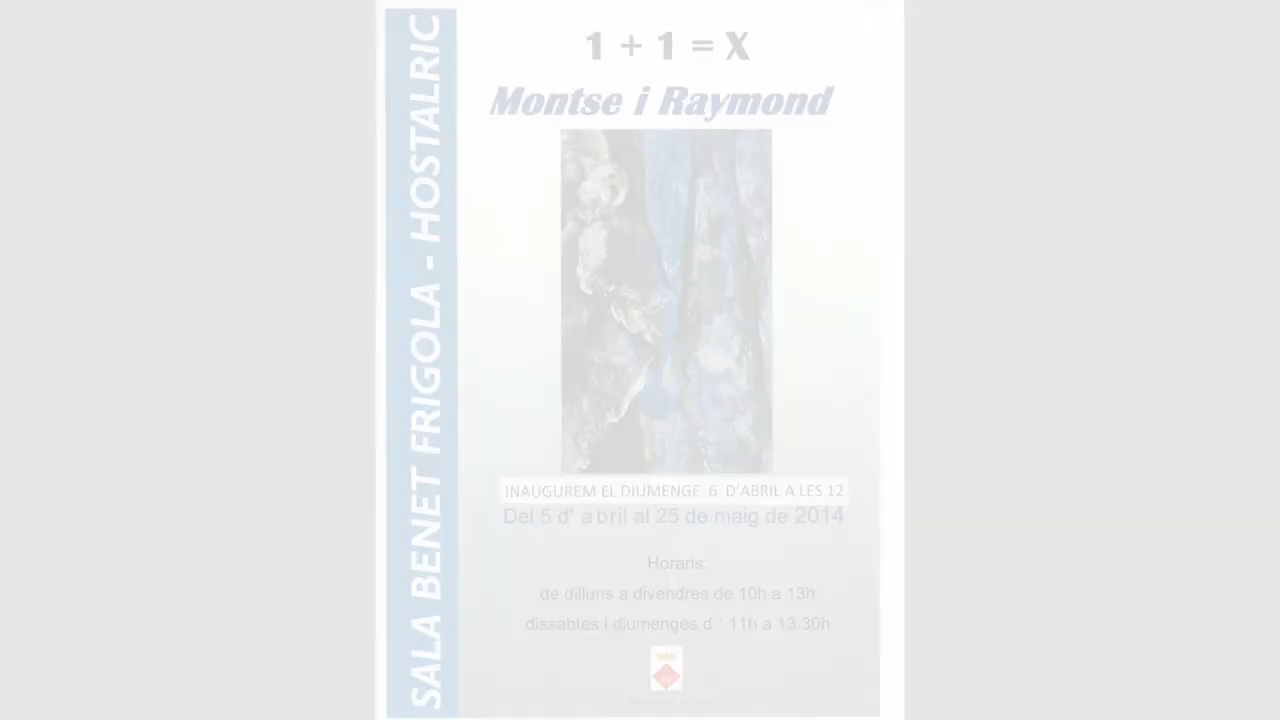 SALA BENET FRIGOLA - HOSTALRIC
1 + 1 = X
Montse i Raymond
INAUGUREM EL DIUMENGE 6 D'ABRIL A LES 12
Del 5 d' abril al 25 de maig de 2014
Horaris:
de dilluns a divendres de 10h a 13h
dissabtes i diumenges d ' 11h a 13.30h